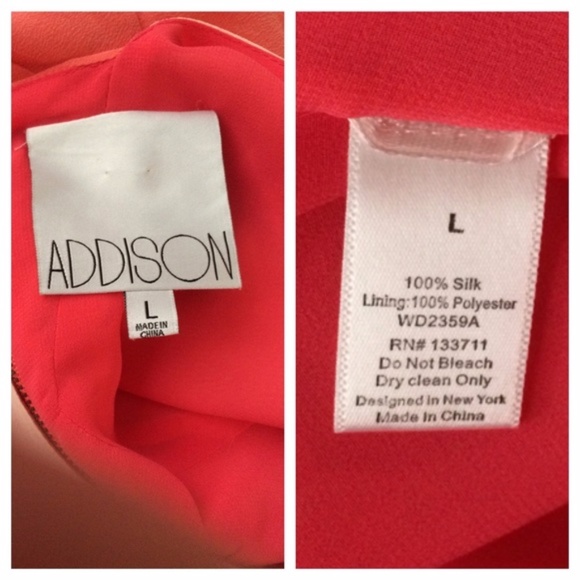 ADDISON
L
MADE IN
CHINA
L
100% Silk
Lining:100% Polyester
WD2359A
RN# 133711
Do Not Bleach
Dry clean Only
Designed in New York
Made In China